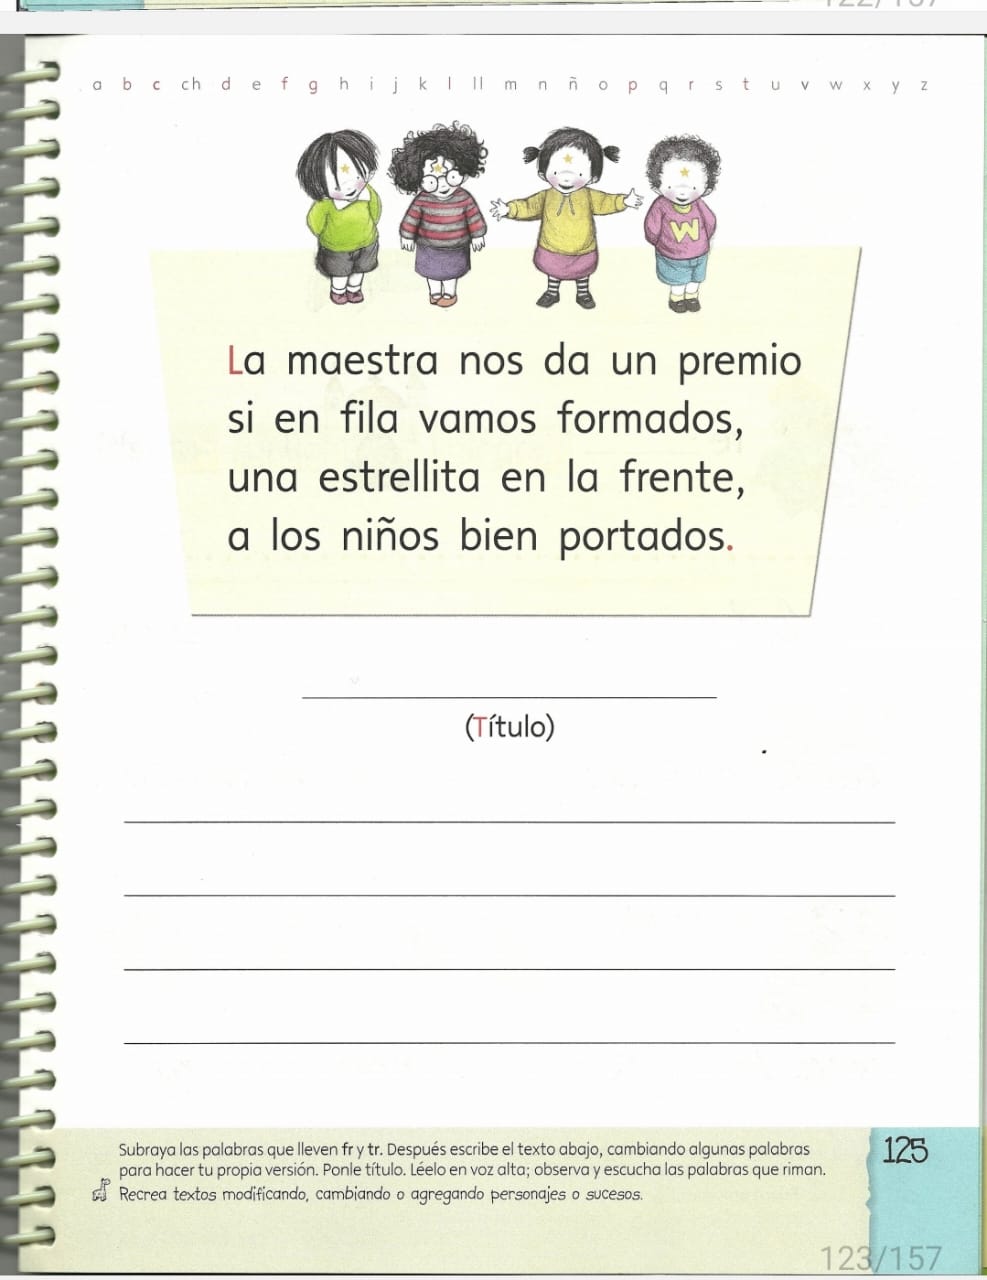 a b c ch d e f g h i j k l ll m n ñ o p q r s t u v w x y z
W
La maestra nos da un premio
si en fila vamos formados,
una estrellita en la frente,
a los niños bien portados.
(Título)
Subraya las palabras que lleven fr y tr. Después escribe el texto abajo, cambiando algunas palabras
para hacer tu propia versión. Ponle título. Léelo en voz alta; observa y escucha las palabras que riman.
Recrea textos modificando, cambiando o agregando personajes o sucesos.
125
123/157